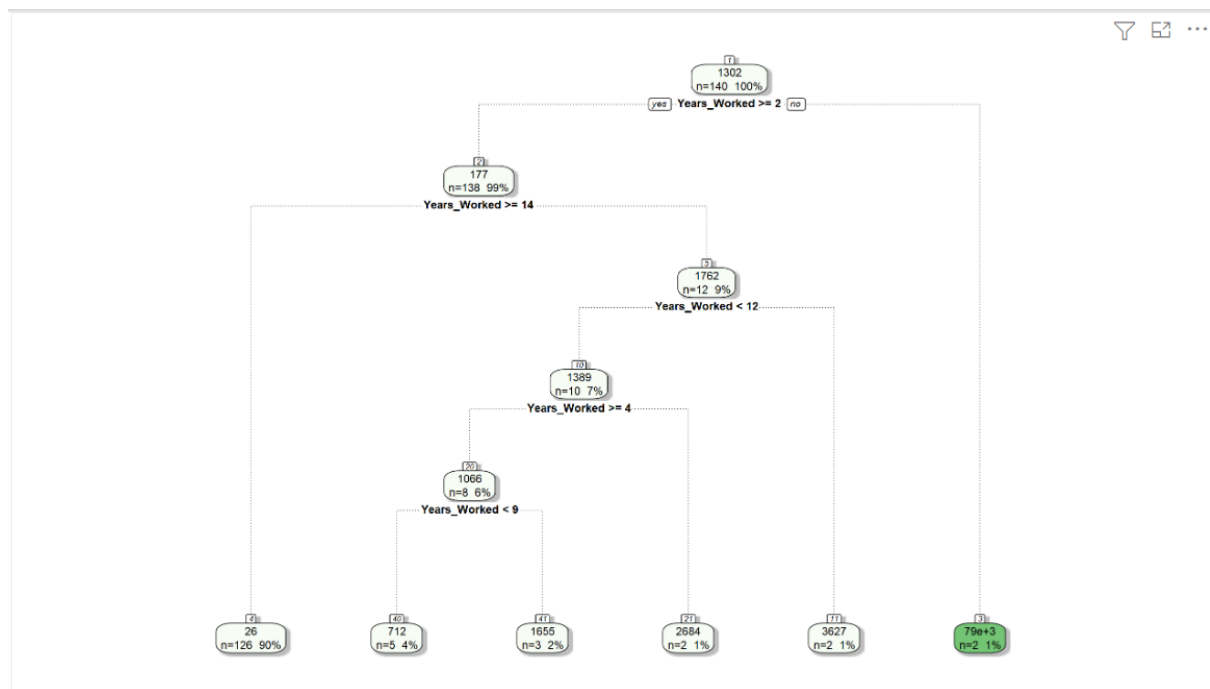 1
1302
n=140 100%
yes Years_Worked >= 2 no
2
177
n=138 99%
Years_Worked >= 14
5
1762
n=12 9%
Years_Worked < 12
10
1389
n=10 7%
Years_Worked >= 4
20
1066
n=8 6%
Years_Worked < 9
4 40 41 21 11 3
26 712 1655 2684 3627 79e+3
n=126 90% n=5 4% n=3 2% n=2 1% n=2 1% n=2 1%